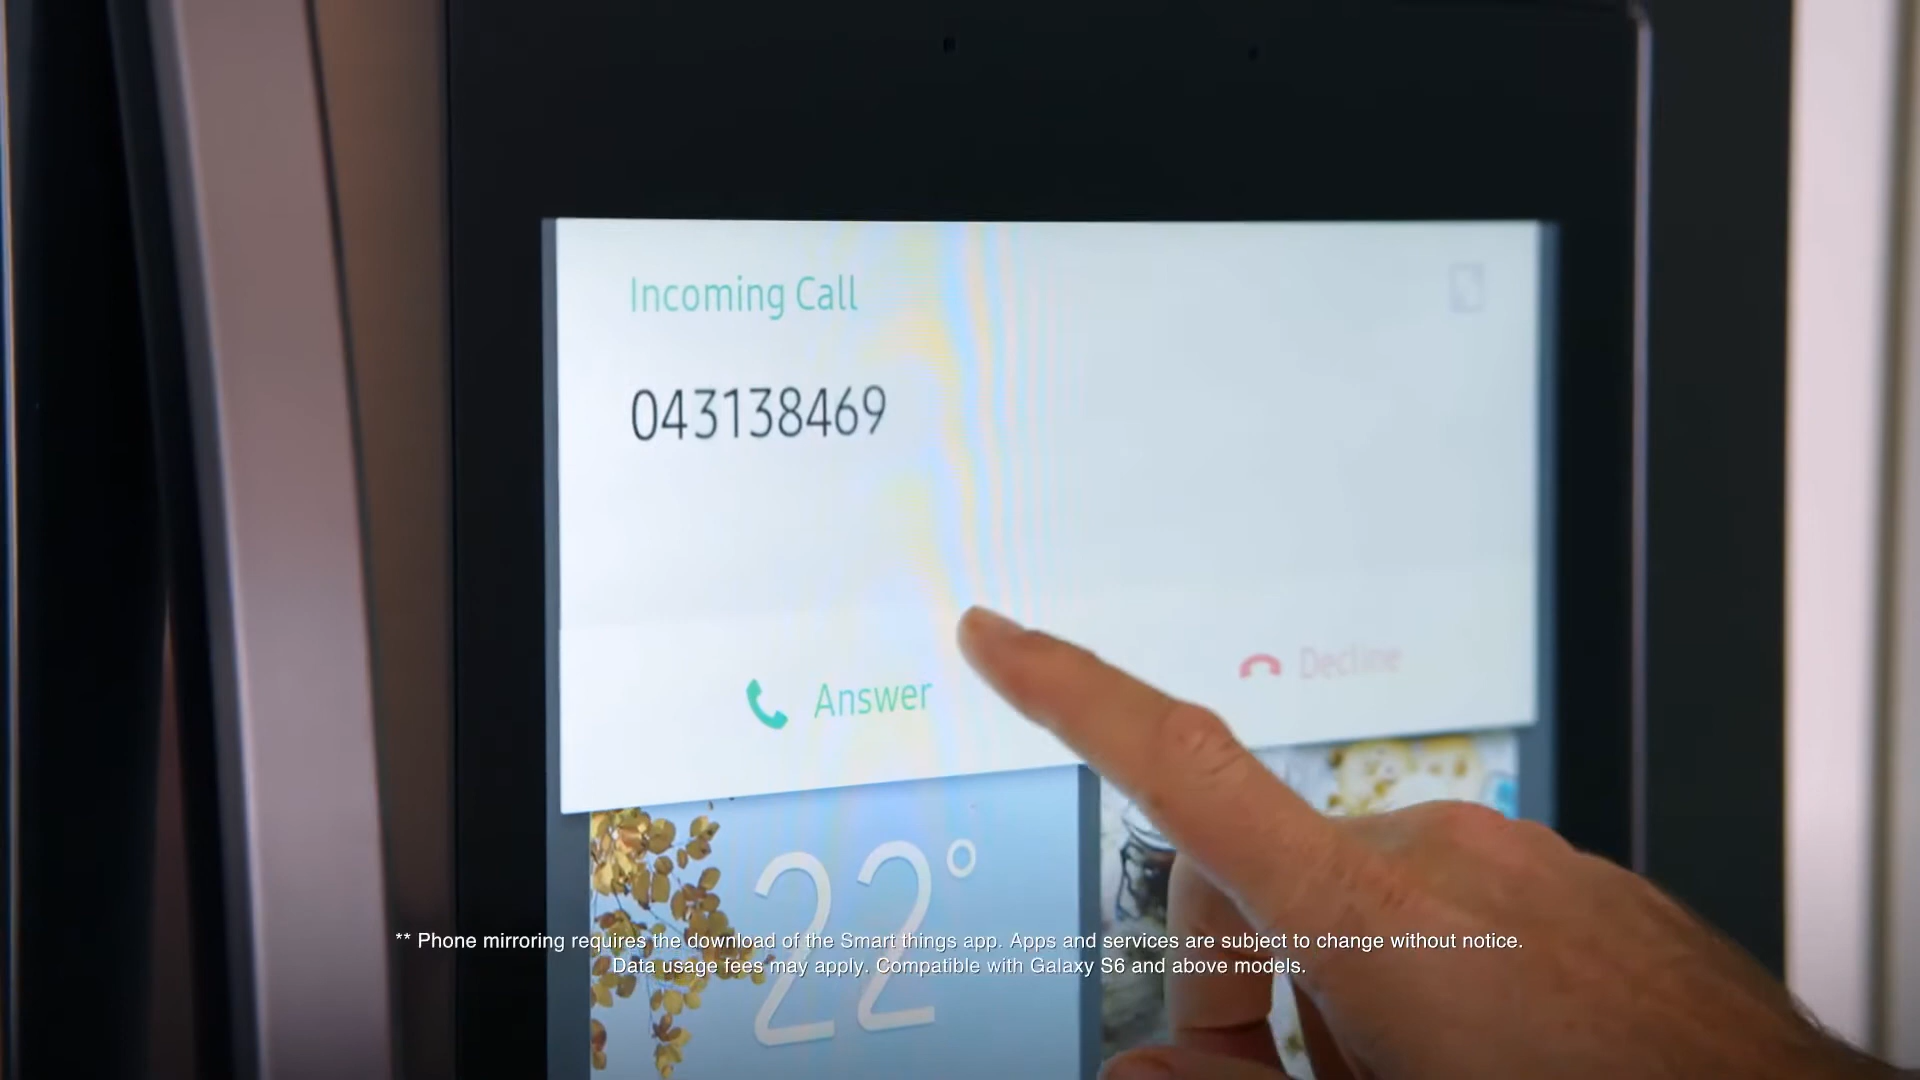 Incoming Call
043138469
Answer
Decline
22°
** Phone mirroring requires the download of the Smart things app. Apps and services are subject to change without notice.
Data usage fees may apply. Compatible with Galaxy S6 and above models.